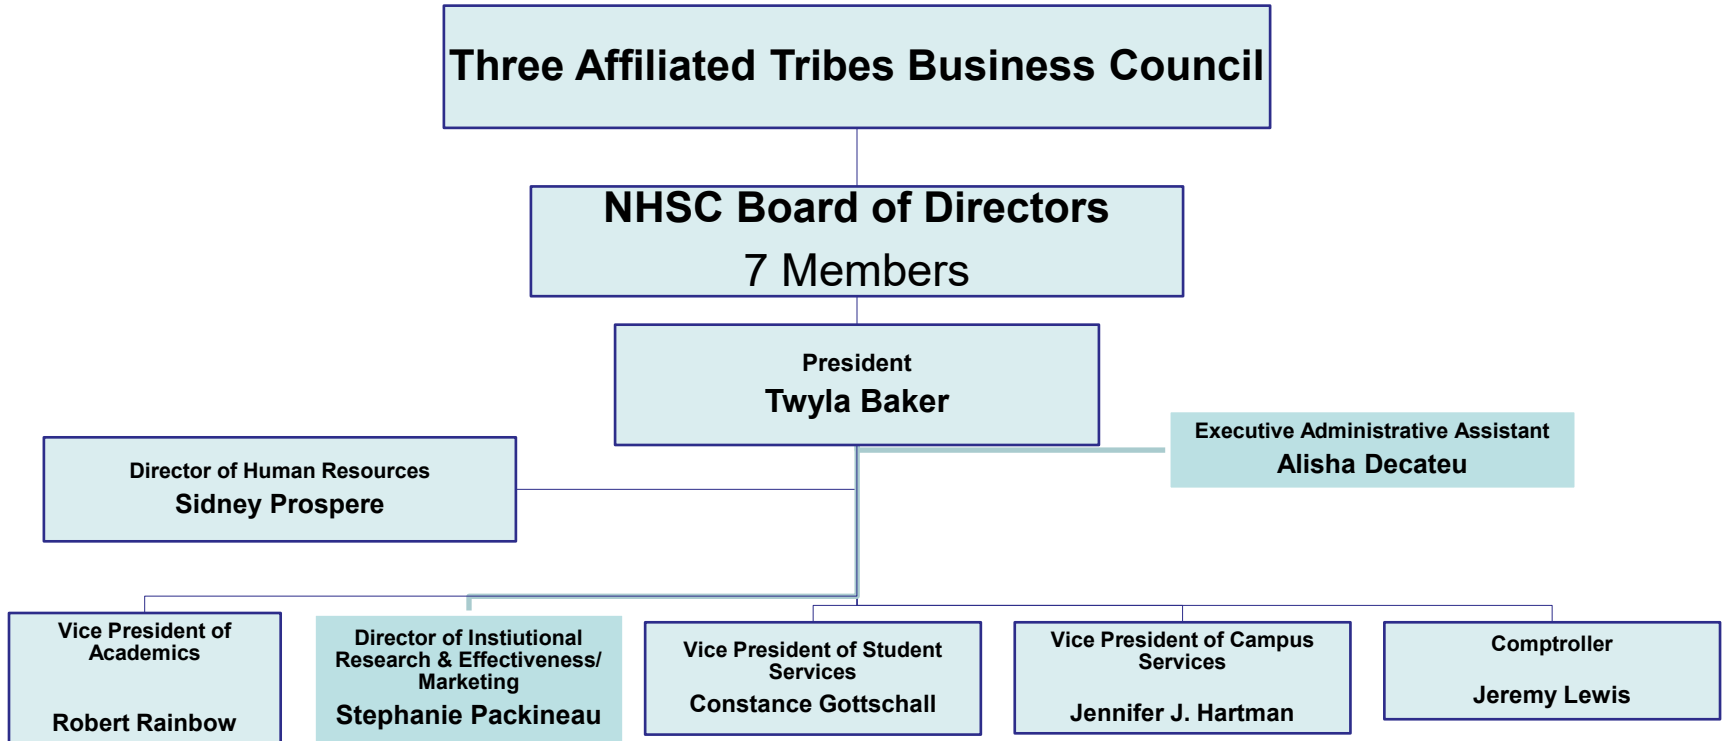 Three Affiliated Tribes Business Council
NHSC Board of Directors
7 Members
President
Twyla Baker
Executive Administrative Assistant
Alisha Decateu
Director of Human Resources
Sidney Prospere
Vice President of
Academics
Robert Rainbow
Director of Instiutional
Research & Effectiveness/
Marketing
Stephanie Packineau
Vice President of Student
Services
Constance Gottschall
Vice President of Campus
Services
Jennifer J. Hartman
Comptroller
Jeremy Lewis